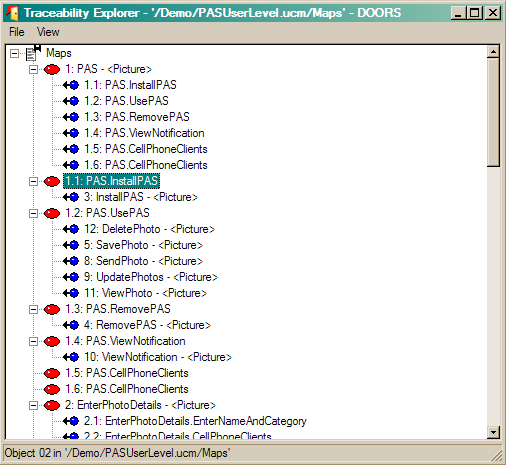 Traceability Explorer - '/Demo/PASUserLevel.ucm/Maps' - DOORS
File View
Maps
1: PAS - <Picture>
1.1: PAS.InstallPAS
1.2: PAS.UsePAS
1.3: PAS.RemovePAS
1.4: PAS.ViewNotification
1.5: PAS.CellPhoneClients
1.6: PAS.CellPhoneClients
1.1: PAS.InstallPAS
3: InstallPAS - <Picture>
1.2: PAS.UsePAS
12: DeletePhoto - <Picture>
5: SavePhoto - <Picture>
8: SendPhoto - <Picture>
9: UpdatePhotos - <Picture>
11: ViewPhoto - <Picture>
1.3: PAS.RemovePAS
4: RemovePAS - <Picture>
1.4: PAS.ViewNotification
10: ViewNotification - <Picture>
1.5: PAS.CellPhoneClients
1.6: PAS.CellPhoneClients
2: EnterPhotoDetails - <Picture>
2.1: EnterPhotoDetails.EnterNameAndCategory
2.2: EnterPhotoDetails.CellPhoneClients
Object 02 in '/Demo/PASUserLevel.ucm/Maps'